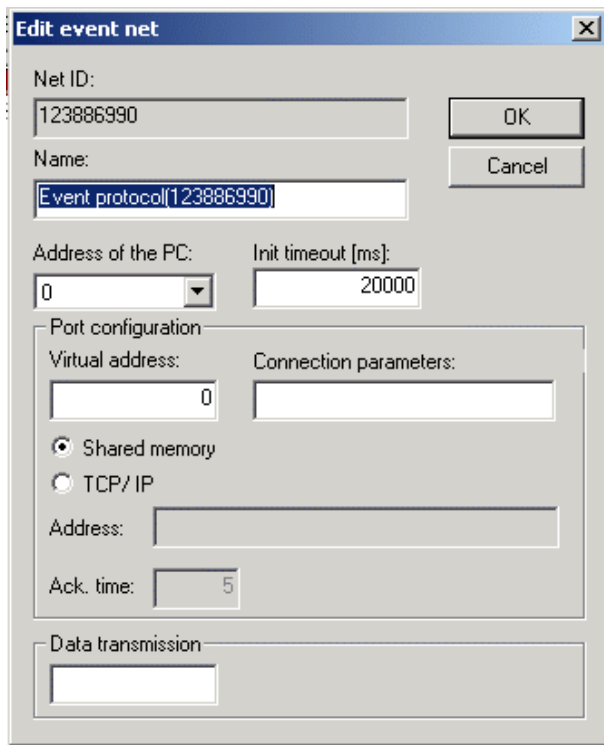 Edit event net
Net ID:
123886990
OK
Name:
Cancel
Event protocol(123886990)
Address of the PC:
Init timeout [ms]:
0
20000
Port configuration
Virtual address:
Connection parameters:
0
Shared memory
TCP/ IP
Address:
Ack. time:
5
Data transmission